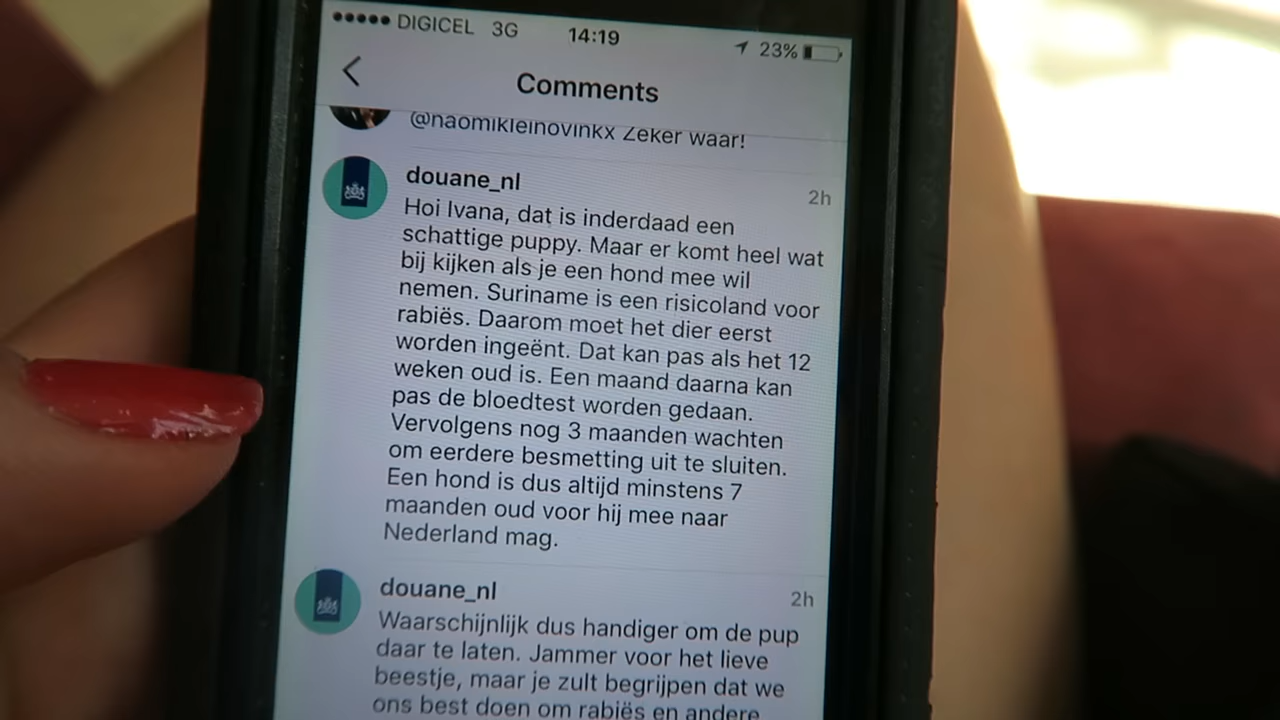 DIGICEL 3G 14:19 23%
Comments
@naomikleinovinkx Zeker waar!
douane_nl 2h
Hoi Ivana, dat is inderdaad een
schattige puppy. Maar er komt heel wat
bij kijken als je een hond mee wil
nemen. Suriname is een risicoland voor
rabiës. Daarom moet het dier eerst
worden ingeënt. Dat kan pas als het 12
weken oud is. Een maand daarna kan
pas de bloedtest worden gedaan.
Vervolgens nog 3 maanden wachten
om eerdere besmetting uit te sluiten.
Een hond is dus altijd minstens 7
maanden oud voor hij mee naar
Nederland mag.
douane_nl 2h
Waarschijnlijk dus handiger om de pup
daar te laten. Jammer voor het lieve
beestje, maar je zult begrijpen dat we
ons best doen om rabiës en andere